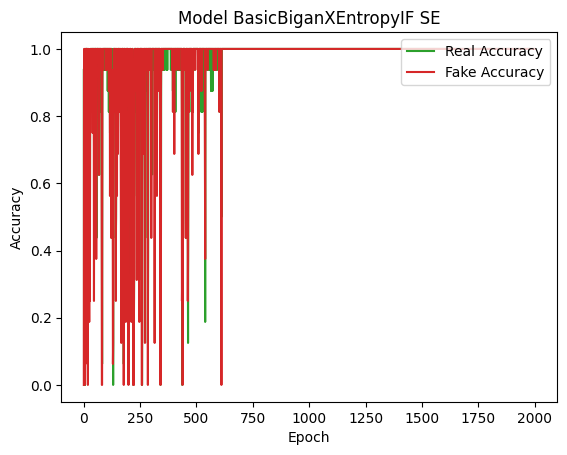 Model BasicBiganXEntropyIF SE
Real Accuracy
Fake Accuracy
Accuracy
1.0
0.8
0.6
0.4
0.2
0.0
0 250 500 750 1000 1250 1500 1750 2000
Epoch